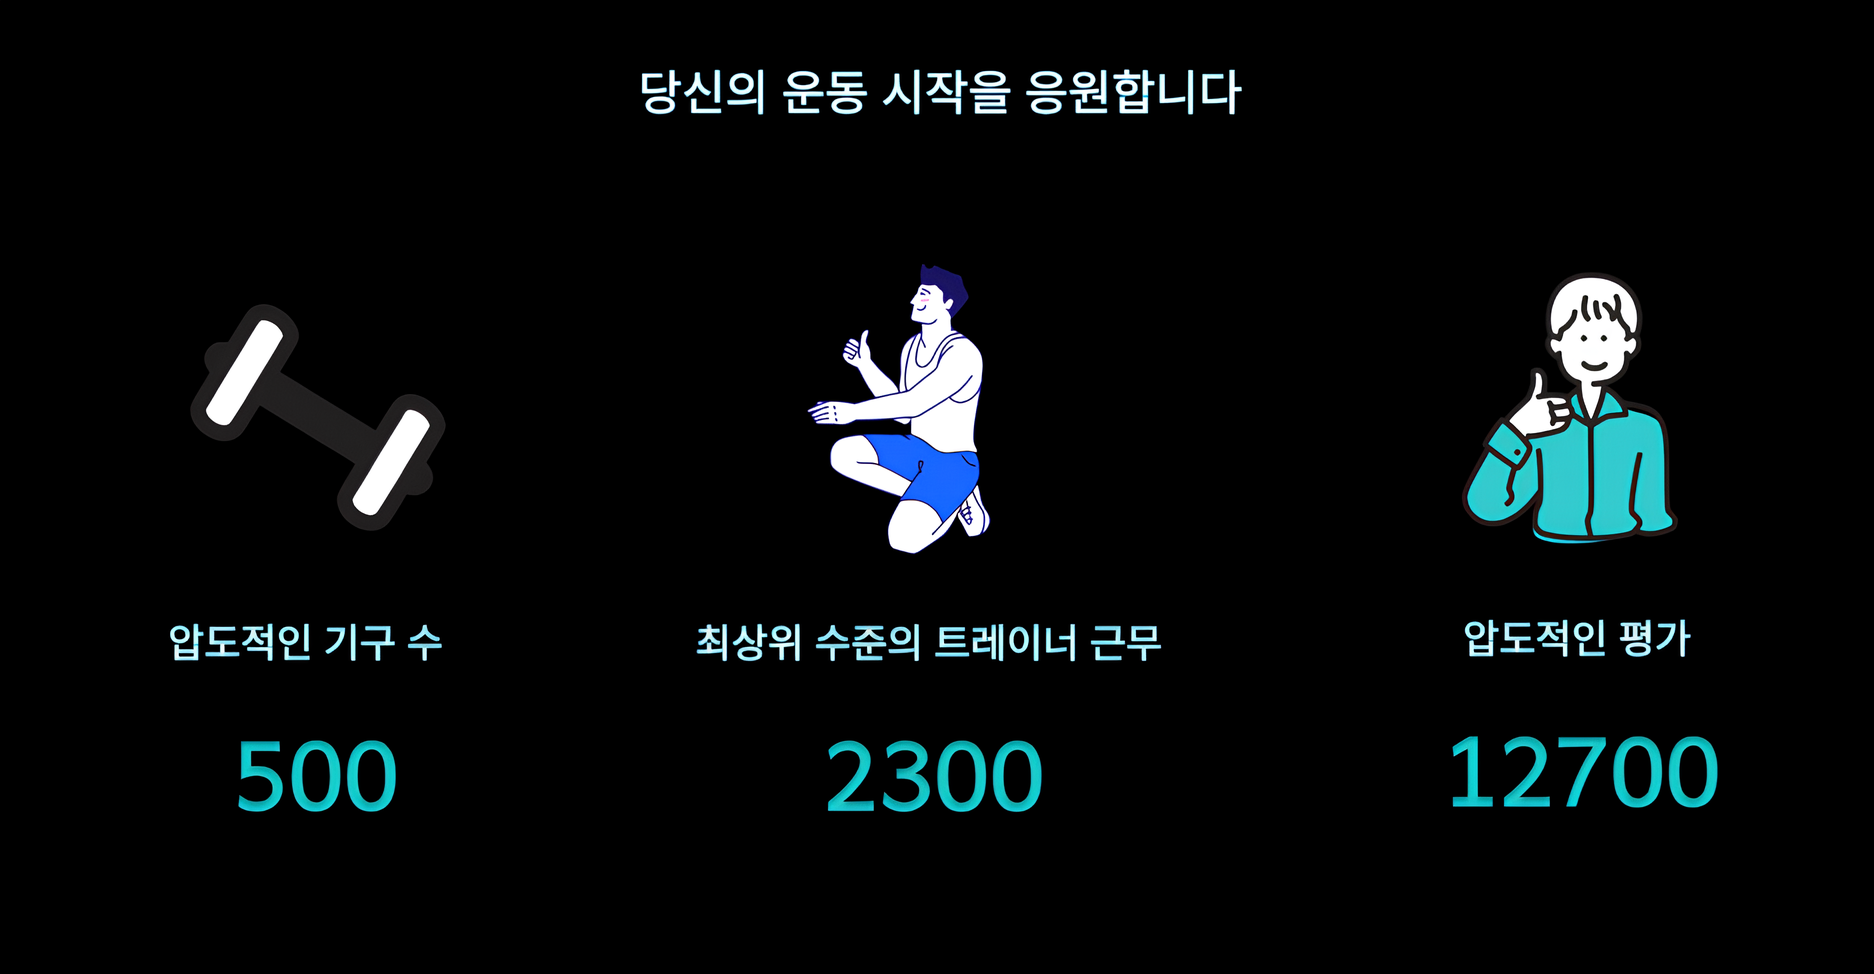 당신의 운동 시작을 응원합니다
압도적인 기구 수
최상위 수준의 트레이너 근무
압도적인 평가
500
2300
12700